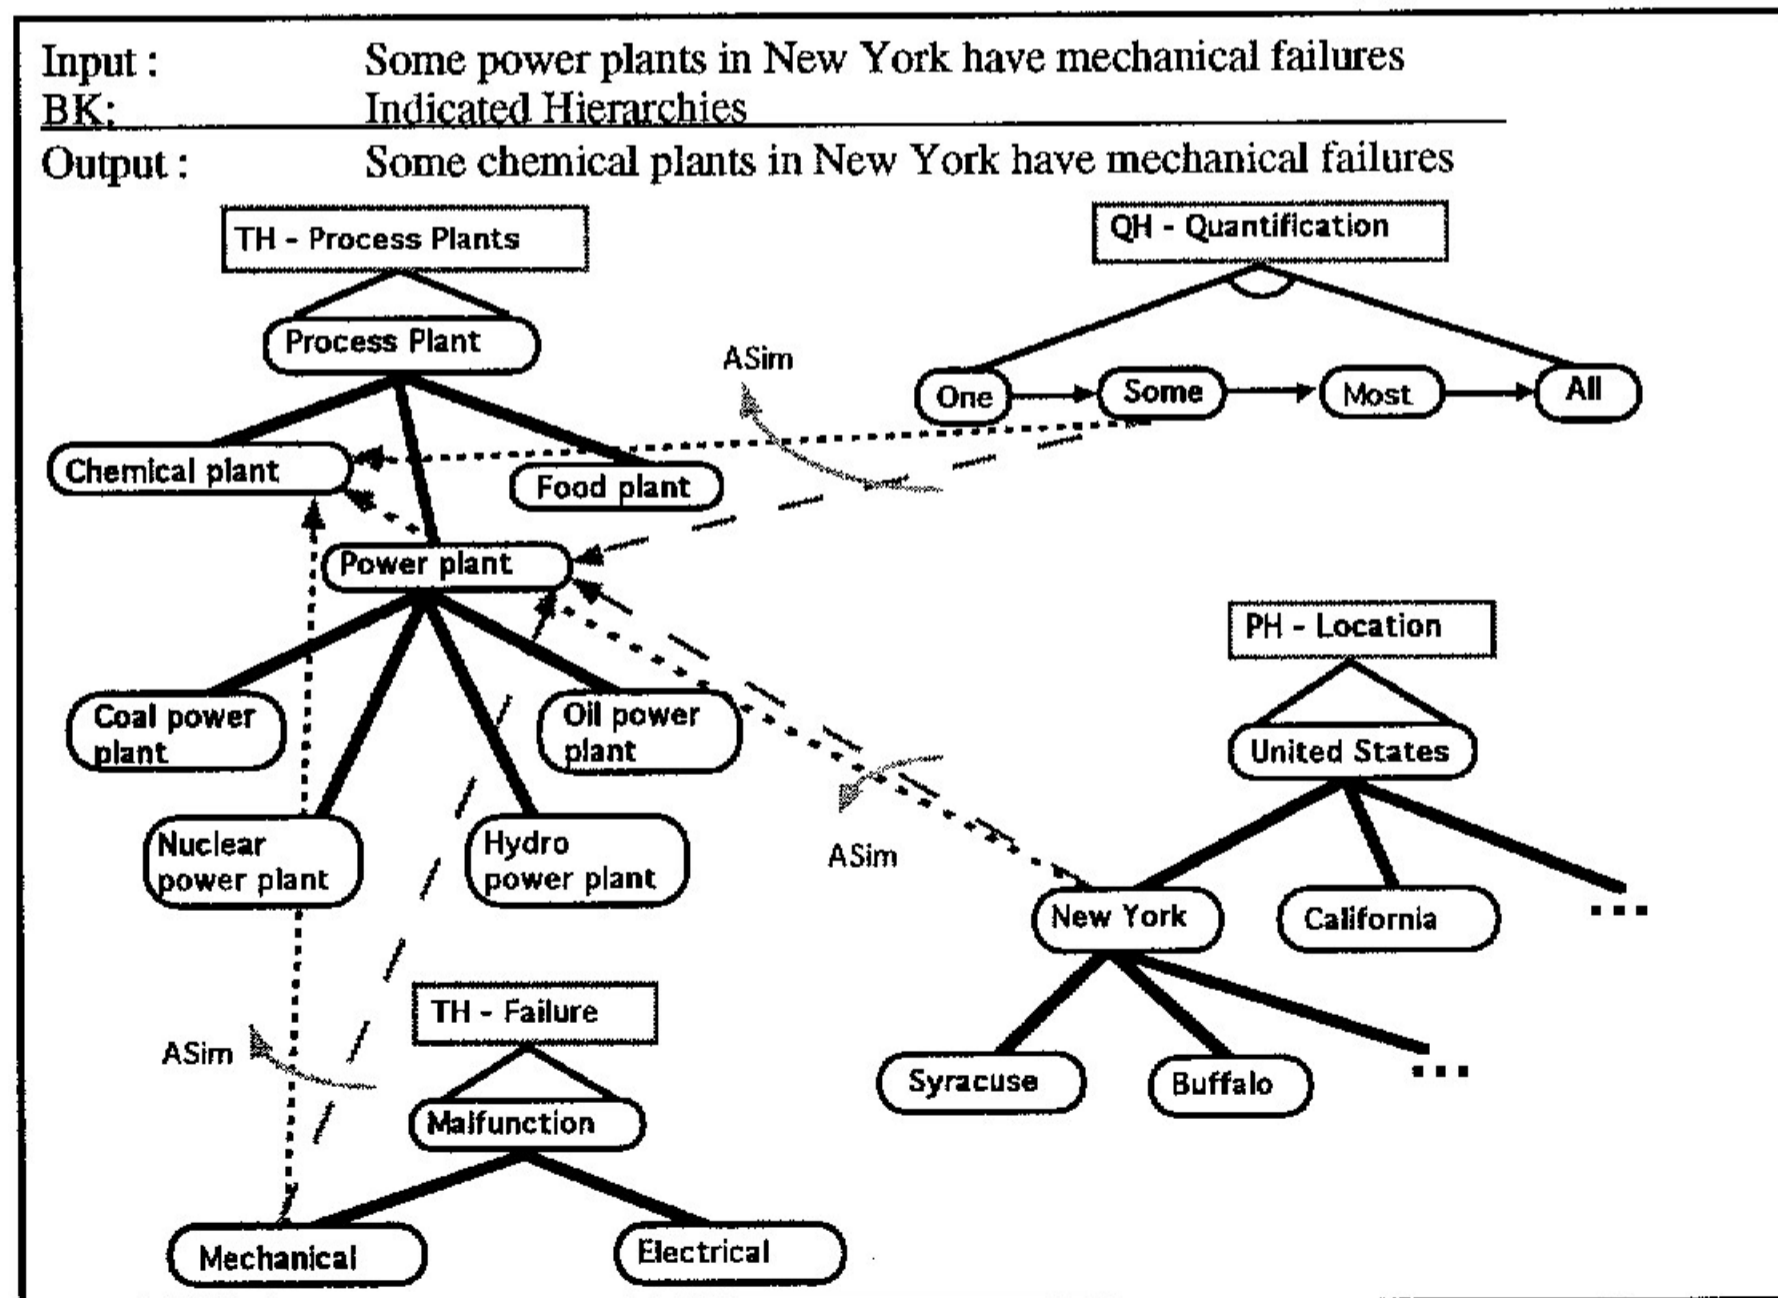 Input : Some power plants in New York have mechanical failures
BK: Indicated Hierarchies
Output : Some chemical plants in New York have mechanical failures
TH - Process Plants
QH - Quantification
Process Plant
ASim
One
Some
Most
All
Chemical plant
Food plant
Power plant
PH - Location
Coal power
plant
Oil power
plant
United States
Nuclear
power plant
Hydro
power plant
ASim
New York
California
...
TH - Failure
ASim
Syracuse
Buffalo
...
Malfunction
Mechanical
Electrical